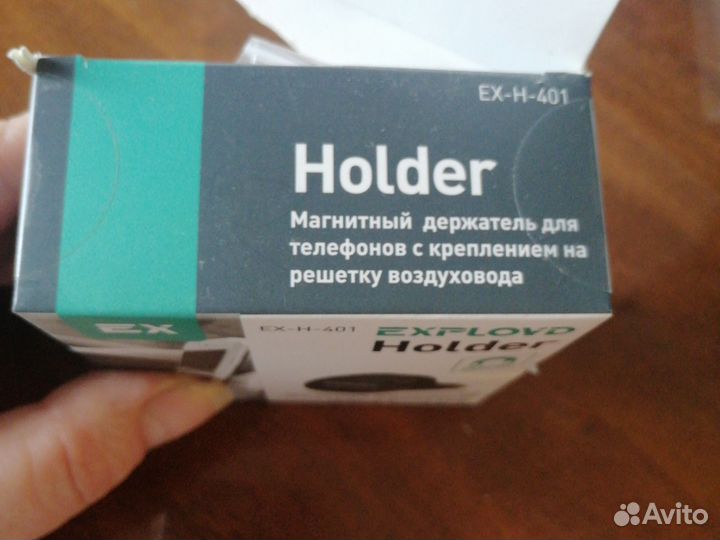 EX-H-401
Holder
Магнитный держатель для
телефонов с креплением на
решетку воздуховода
EX
EX-H-401
EXPLOYD
Holder
Avito